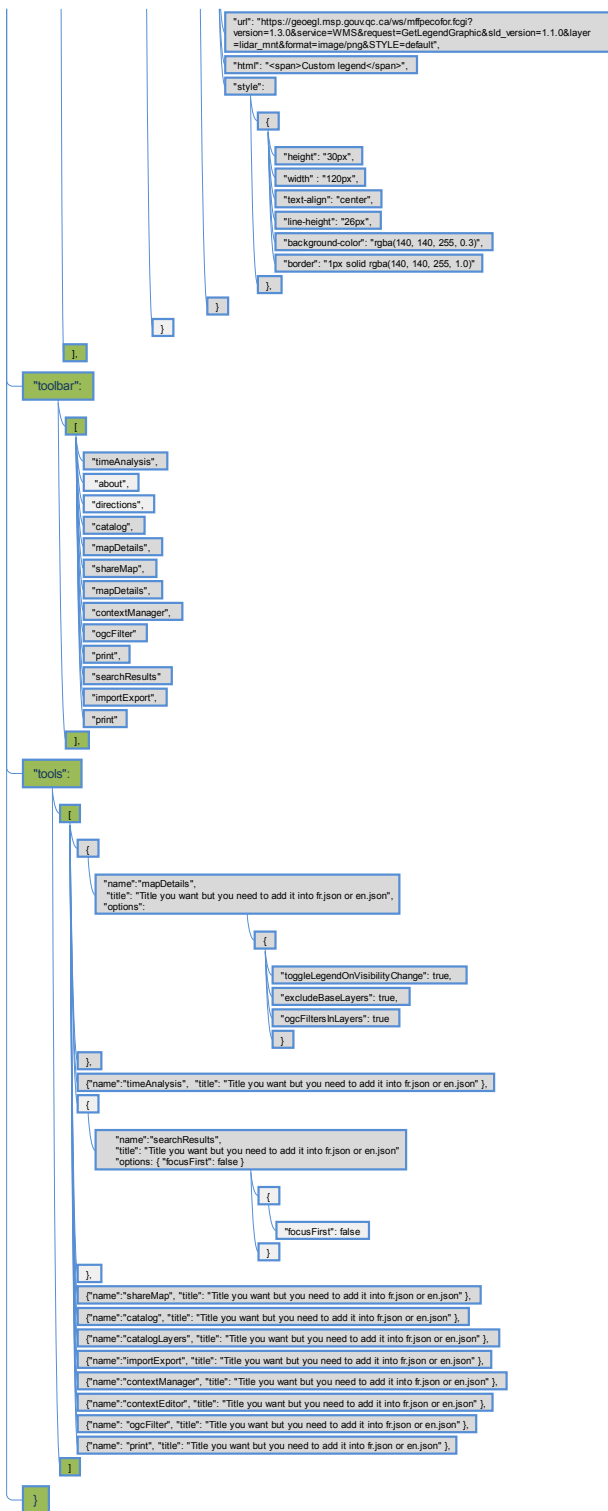 "url": "https://geoegl.msp.gouv.qc.ca/ws/mffpecofor.fcgi?
version=1.3.0&service=WMS&request=GetLegendGraphic&sld_version=1.1.0&layer
=lidar_mnt&format=image/png&STYLE=default",
"html": "<span>Custom legend</span>",
"style":
{
"height": "30px",
"width" : "120px",
"text-align": "center",
"line-height": "26px",
"background-color": "rgba(140, 140, 255, 0.3)",
"border": "1px solid rgba(140, 140, 255, 1.0)"
},
}
}
],
"toolbar":
[
"timeAnalysis",
"about",
"directions",
"catalog",
"mapDetails",
"shareMap",
"mapDetails",
"contextManager",
"ogcFilter"
"print",
"searchResults"
"importExport",
"print"
],
"tools":
[
{
"name":"mapDetails",
"title": "Title you want but you need to add it into fr.json or en.json",
"options":
{
"toggleLegendOnVisibilityChange": true,
"excludeBaseLayers": true,
"ogcFiltersInLayers": true
}
},
{"name":"timeAnalysis", "title": "Title you want but you need to add it into fr.json or en.json" },
{
"name":"searchResults",
"title": "Title you want but you need to add it into fr.json or en.json"
"options: { "focusFirst": false }
{
"focusFirst": false
}
},
{"name":"shareMap", "title": "Title you want but you need to add it into fr.json or en.json" },
{"name":"catalog", "title": "Title you want but you need to add it into fr.json or en.json" },
{"name":"catalogLayers", "title": "Title you want but you need to add it into fr.json or en.json" },
{"name":"importExport", "title": "Title you want but you need to add it into fr.json or en.json" },
{"name":"contextManager", "title": "Title you want but you need to add it into fr.json or en.json" },
{"name":"contextEditor", "title": "Title you want but you need to add it into fr.json or en.json" },
{"name": "ogcFilter", "title": "Title you want but you need to add it into fr.json or en.json" },
{"name": "print", "title": "Title you want but you need to add it into fr.json or en.json" },
]
}